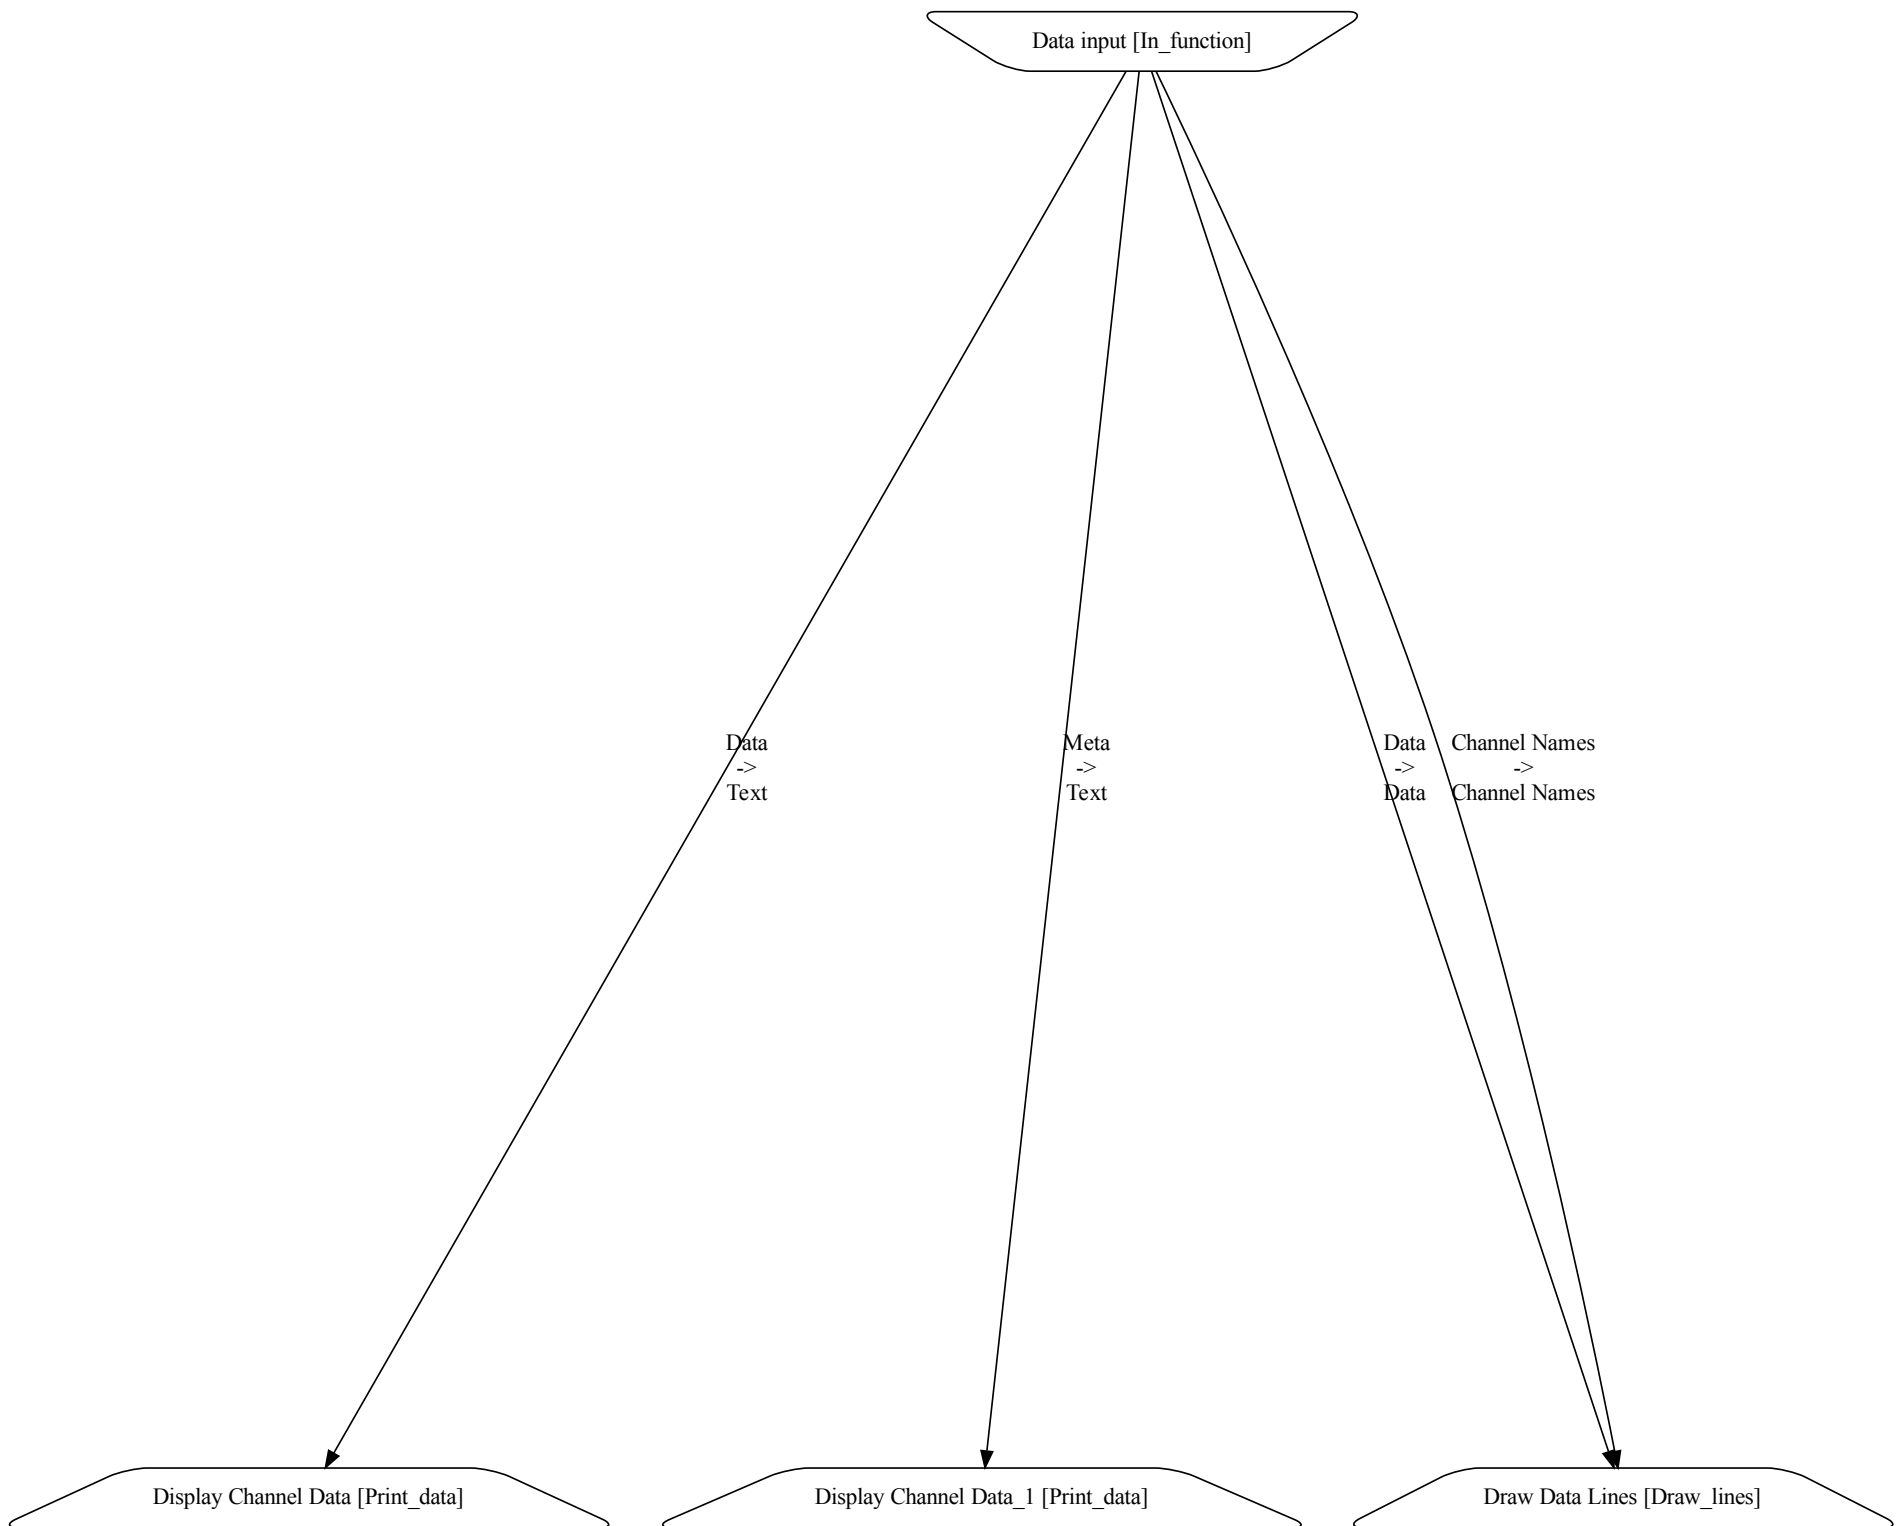 Data input [In_function]
Data
->
Text
Meta
->
Text
Data
->
Data
Channel Names
->
Channel Names
Display Channel Data [Print_data]
Display Channel Data_1 [Print_data]
Draw Data Lines [Draw_lines]